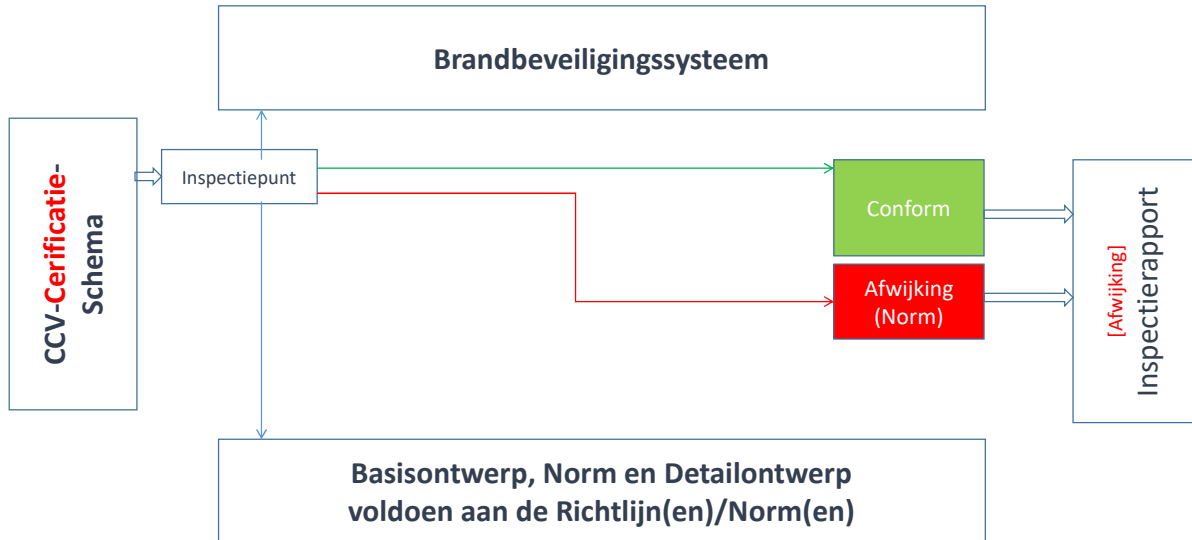 Brandbeveiligingssysteem
CCV-Cerificatie-
Schema
Inspectiepunt
Conform
Afwijking
(Norm)
[Afwijking]
Inspectierapport
Basisontwerp, Norm en Detailontwerp
voldoen aan de Richtlijn(en)/Norm(en)